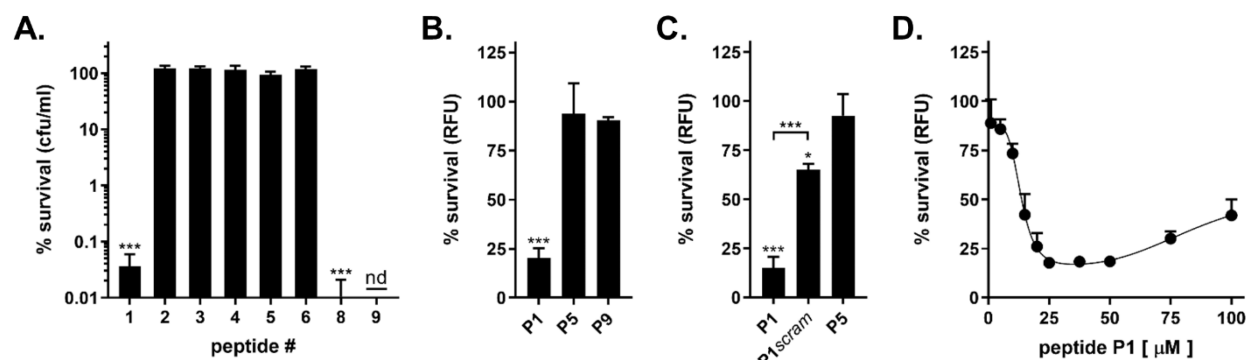 A.
% survival (cfu/ml)
100
10
1
0.1
0.01
***
***
nd
1 2 3 4 5 6 8 9
peptide #
B.
% survival (RFU)
125
100
75
50
25
0
***
P1 P5 P9
C.
% survival (RFU)
125
100
75
50
25
0
***
*
***
P1 P1scram P5
D.
% survival (RFU)
125
100
75
50
25
0
0 25 50 75 100
peptide P1 [ μM ]